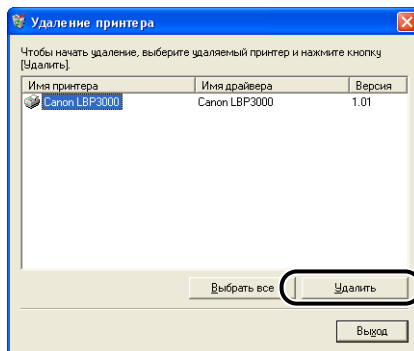 Удаление принтера
Чтобы начать удаление, выберите удаляемый принтер и нажмите кнопку
[Удалить].
Имя принтера Имя драйвера Версия
Canon LBP3000 Canon LBP3000 1.01
Выбрать все Удалить
Выход